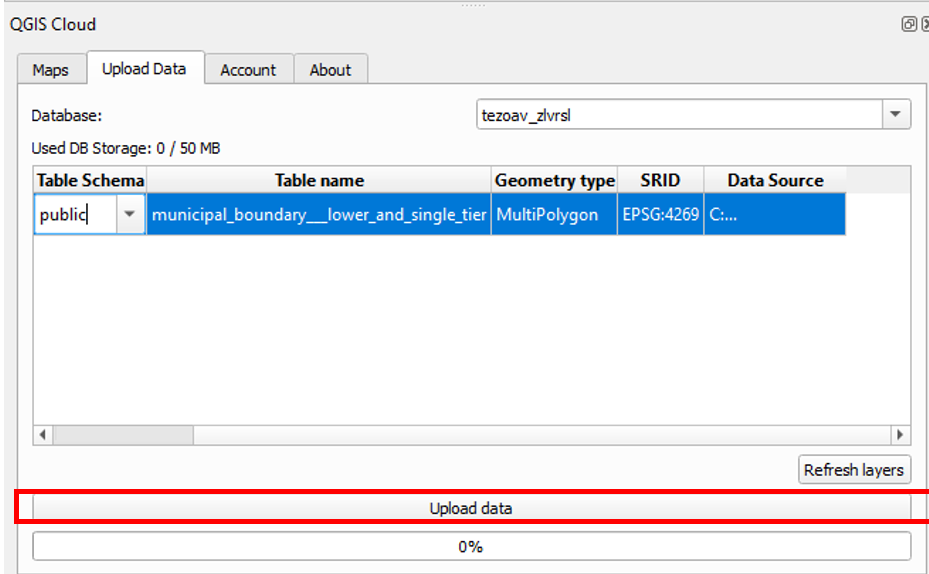 QGIS Cloud
Maps Upload Data Account About
Database: tezoav_zlvrsl
Used DB Storage: 0 / 50 MB
Table Schema Table name Geometry type SRID Data Source
public municipal_boundary___lower_and_single_tier MultiPolygon EPSG:4269 C:...
Refresh layers
Upload data
0%